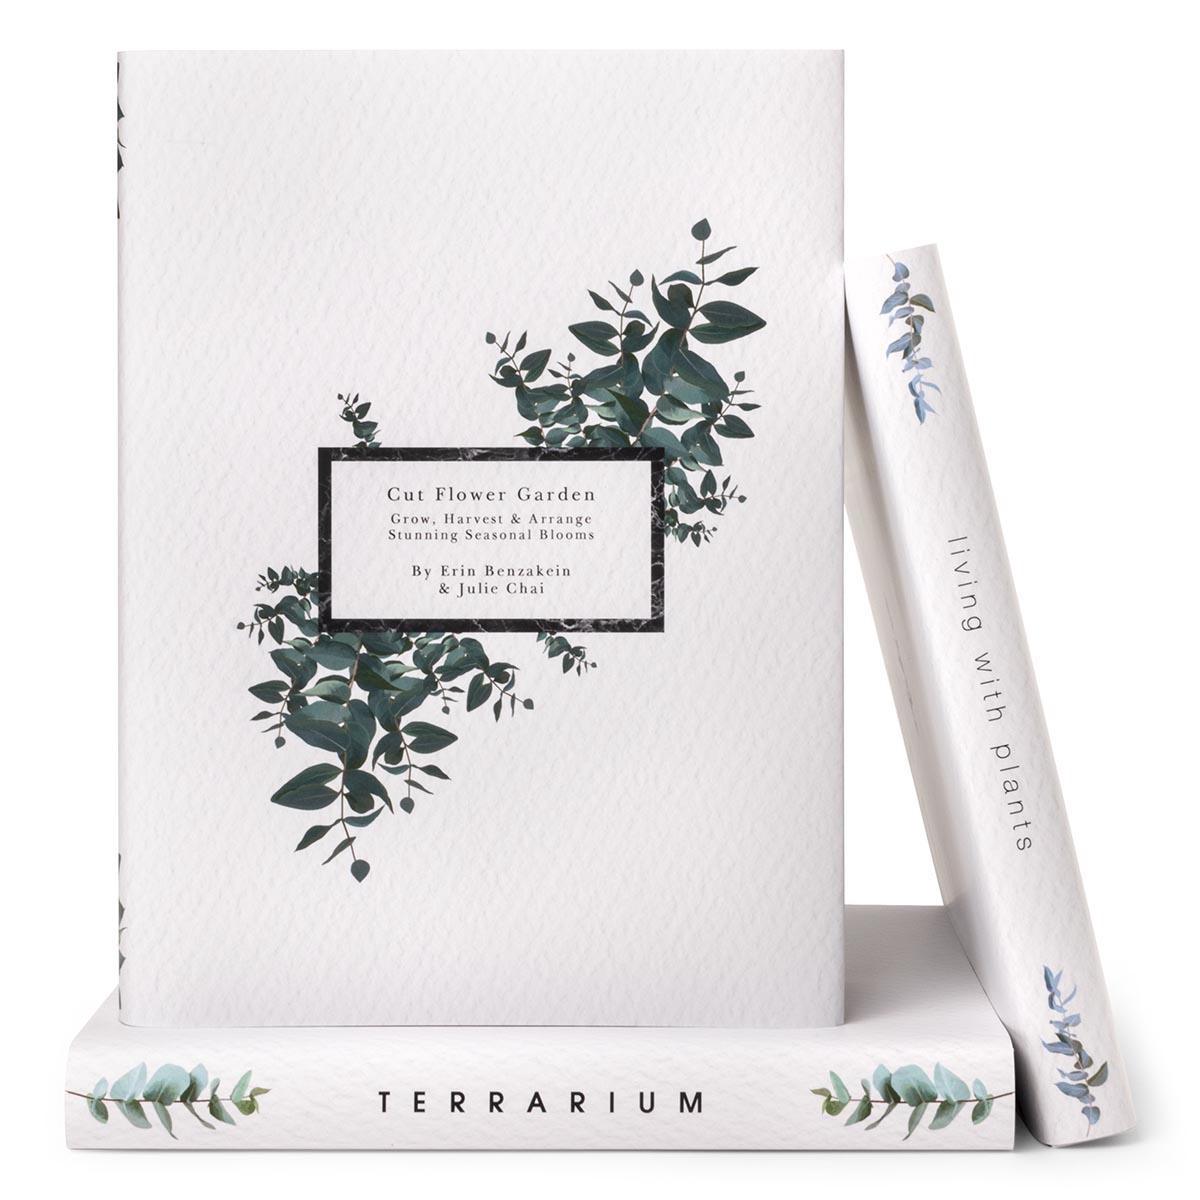 Cut Flower Garden
Grow, Harvest & Arrange
Stunning Seasonal Blooms
By Erin Benzakein
& Julie Chai
living with plants
TERRARIUM